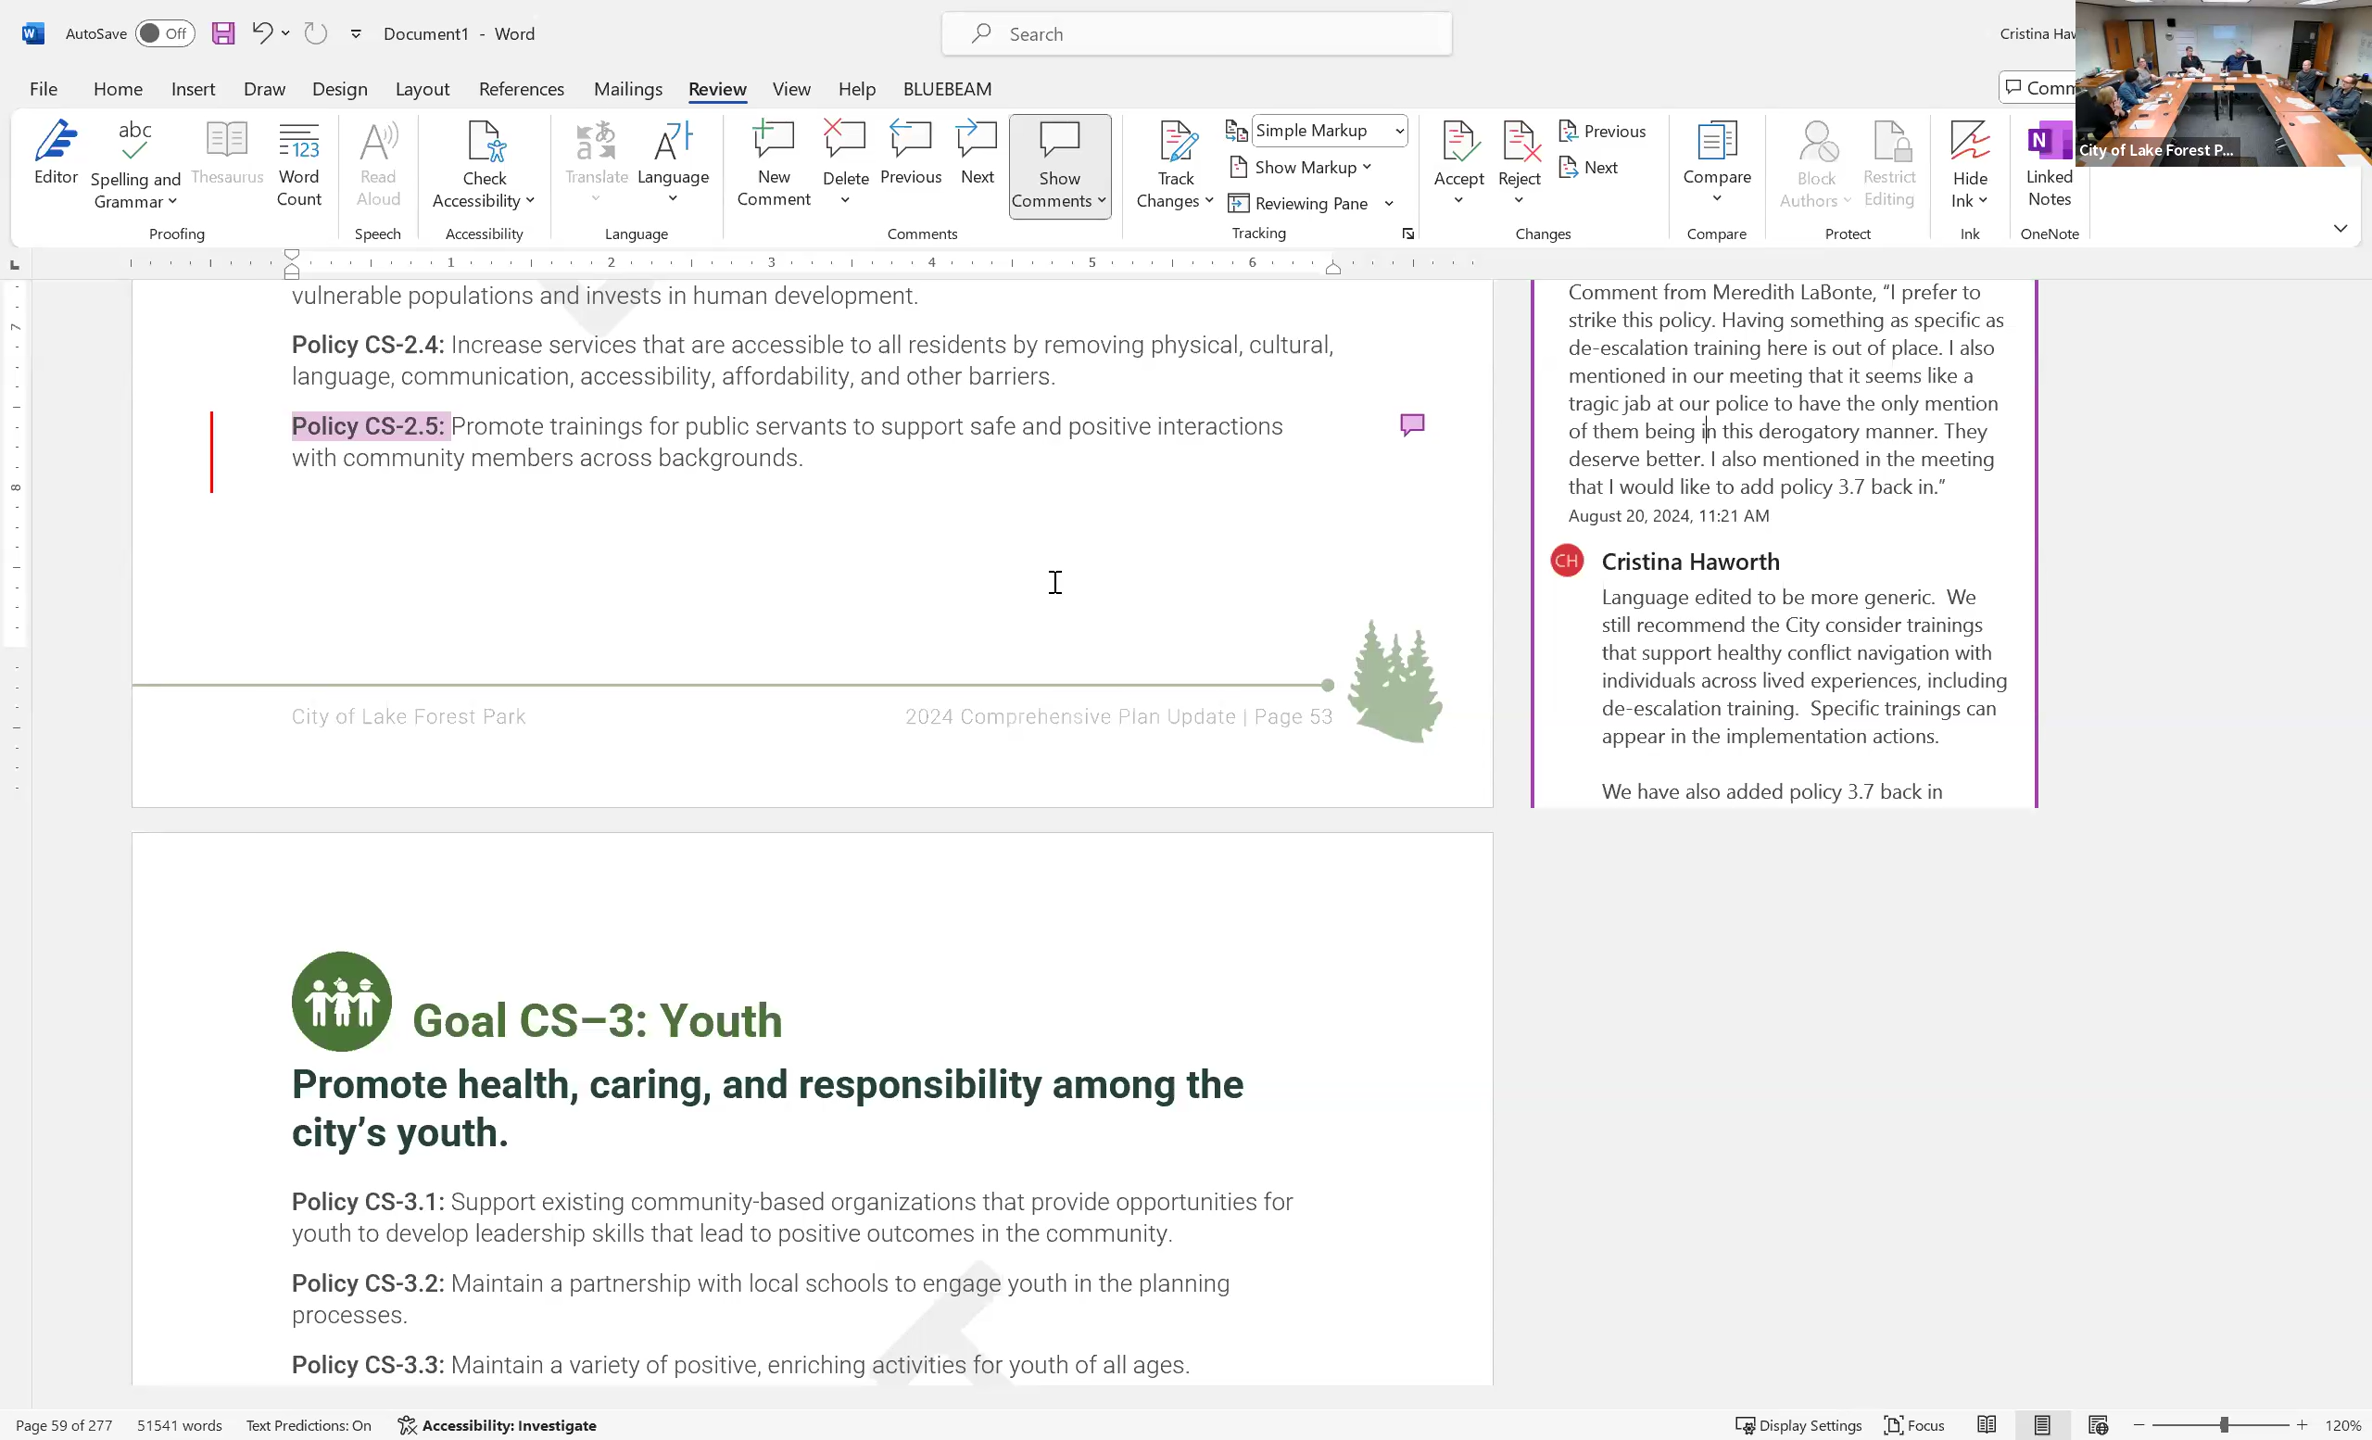 AutoSave Off Document1 - Word Search Cristina Haw
File Home Insert Draw Design Layout References Mailings Review View Help BLUEBEAM Comm
Editor
Spelling and Grammar
Thesaurus
Word Count
Read Aloud
Check Accessibility
Translate
Language
New Comment
Delete
Previous
Next
Show Comments
Track Changes
Simple Markup
Show Markup
Reviewing Pane
Accept
Reject
Previous
Next
Compare
Block Authors
Restrict Editing
Hide Ink
Linked Notes
City of Lake Forest P...
Proofing Speech Accessibility Language Comments Tracking Changes Compare Protect Ink OneNote
1 2 3 4 5 6
7
8
vulnerable populations and invests in human development.
Policy CS-2.4: Increase services that are accessible to all residents by removing physical, cultural,
language, communication, accessibility, affordability, and other barriers.
Policy CS-2.5: Promote trainings for public servants to support safe and positive interactions
with community members across backgrounds.
City of Lake Forest Park 2024 Comprehensive Plan Update | Page 53
Comment from Meredith LaBonte, “I prefer to
strike this policy. Having something as specific as
de-escalation training here is out of place. I also
mentioned in our meeting that it seems like a
tragic jab at our police to have the only mention
of them being in this derogatory manner. They
deserve better. I also mentioned in the meeting
that I would like to add policy 3.7 back in.”
August 20, 2024, 11:21 AM
CH Cristina Haworth
Language edited to be more generic. We
still recommend the City consider trainings
that support healthy conflict navigation with
individuals across lived experiences, including
de-escalation training. Specific trainings can
appear in the implementation actions.
We have also added policy 3.7 back in
Goal CS–3: Youth
Promote health, caring, and responsibility among the
city’s youth.
Policy CS-3.1: Support existing community-based organizations that provide opportunities for
youth to develop leadership skills that lead to positive outcomes in the community.
Policy CS-3.2: Maintain a partnership with local schools to engage youth in the planning
processes.
Policy CS-3.3: Maintain a variety of positive, enriching activities for youth of all ages.
Page 59 of 277 51541 words Text Predictions: On Accessibility: Investigate Display Settings Focus 120%